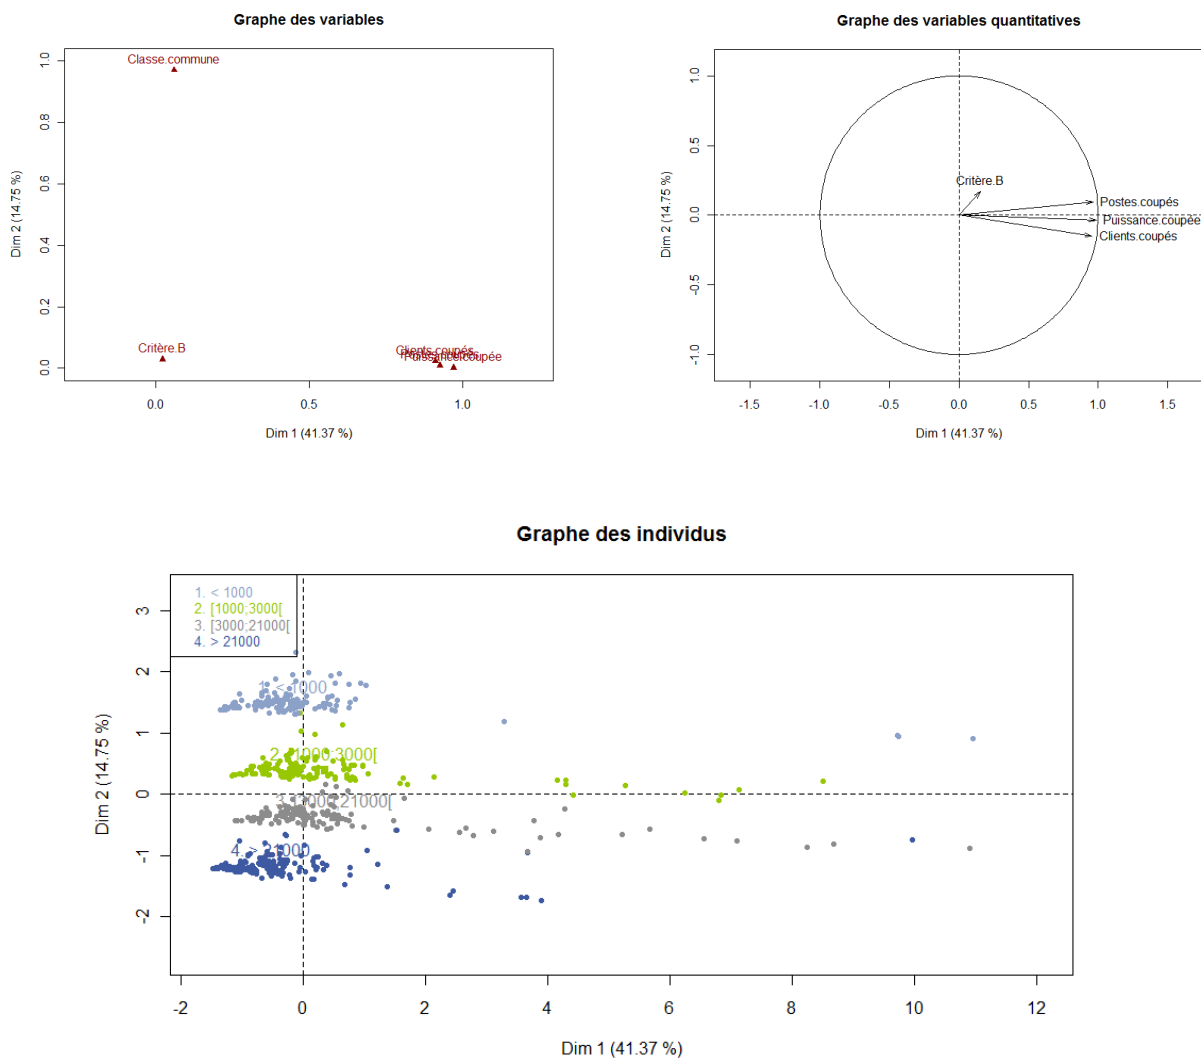 Graphe des variables
Classe.commune
Critère.B
Clients.coupés
Puissance.coupée
1.0
0.8
0.6
0.4
0.2
0.0
Dim 2 (14.75 %)
0.0 0.5 1.0
Dim 1 (41.37 %)
Graphe des variables quantitatives
Critère.B
Postes.coupés
Puissance.coupée
Clients.coupés
1.0
0.5
0.0
-0.5
-1.0
Dim 2 (14.75 %)
-1.5 -1.0 -0.5 0.0 0.5 1.0 1.5
Dim 1 (41.37 %)
Graphe des individus
1. < 1000
2. [1000;3000[
3. [3000;21000[
4. > 21000
1. < 1000
2. [1000;3000[
3. [3000;21000[
4. > 21000
3
2
1
0
-1
-2
Dim 2 (14.75 %)
-2 0 2 4 6 8 10 12
Dim 1 (41.37 %)